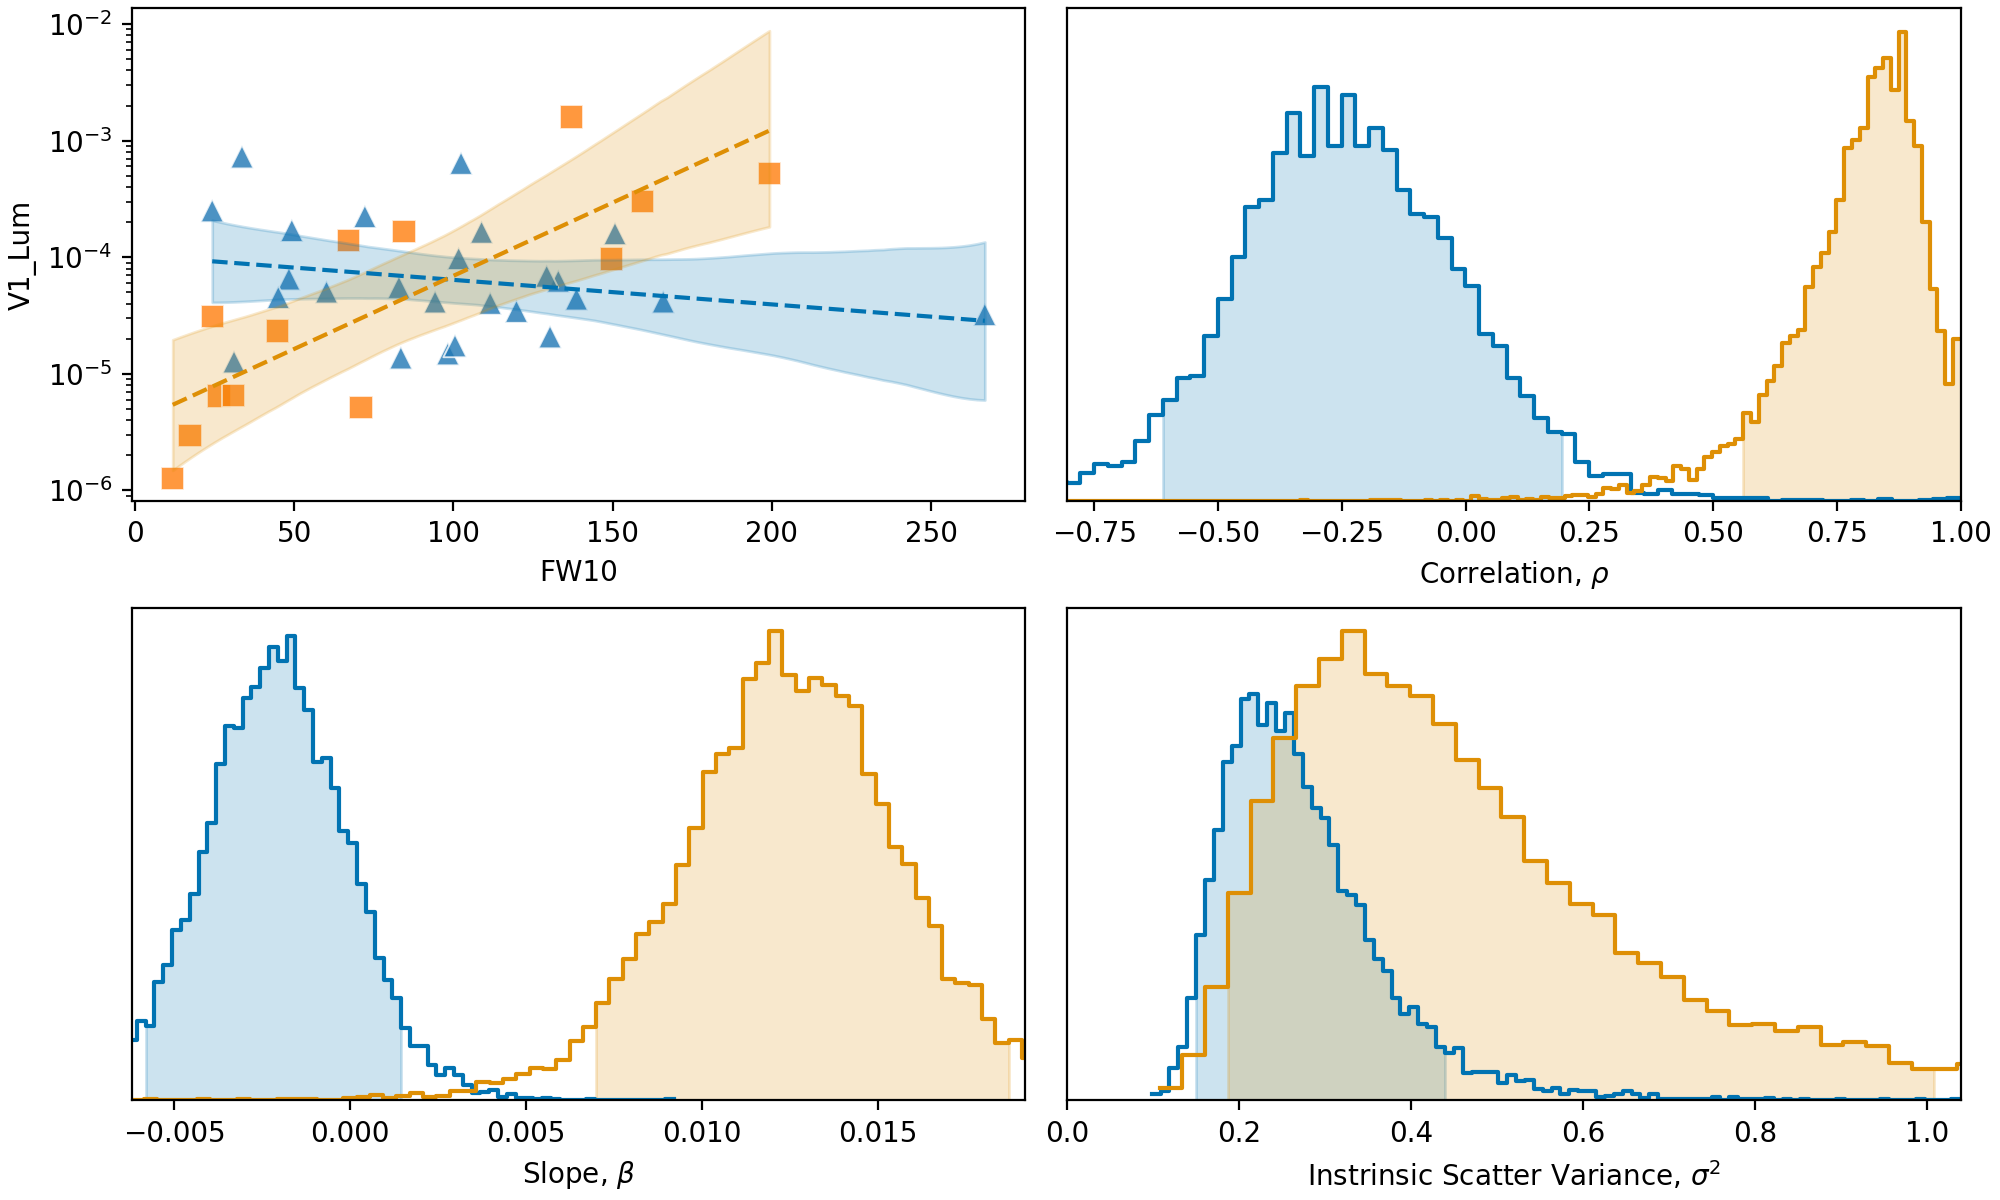 10⁻²
10⁻³
10⁻⁴
10⁻⁵
10⁻⁶
V1_Lum
0 50 100 150 200 250
FW10
−0.75 −0.50 −0.25 0.00 0.25 0.50 0.75 1.00
Correlation, ρ
−0.005 0.000 0.005 0.010 0.015
Slope, β
0.0 0.2 0.4 0.6 0.8 1.0
Instrinsic Scatter Variance, σ²